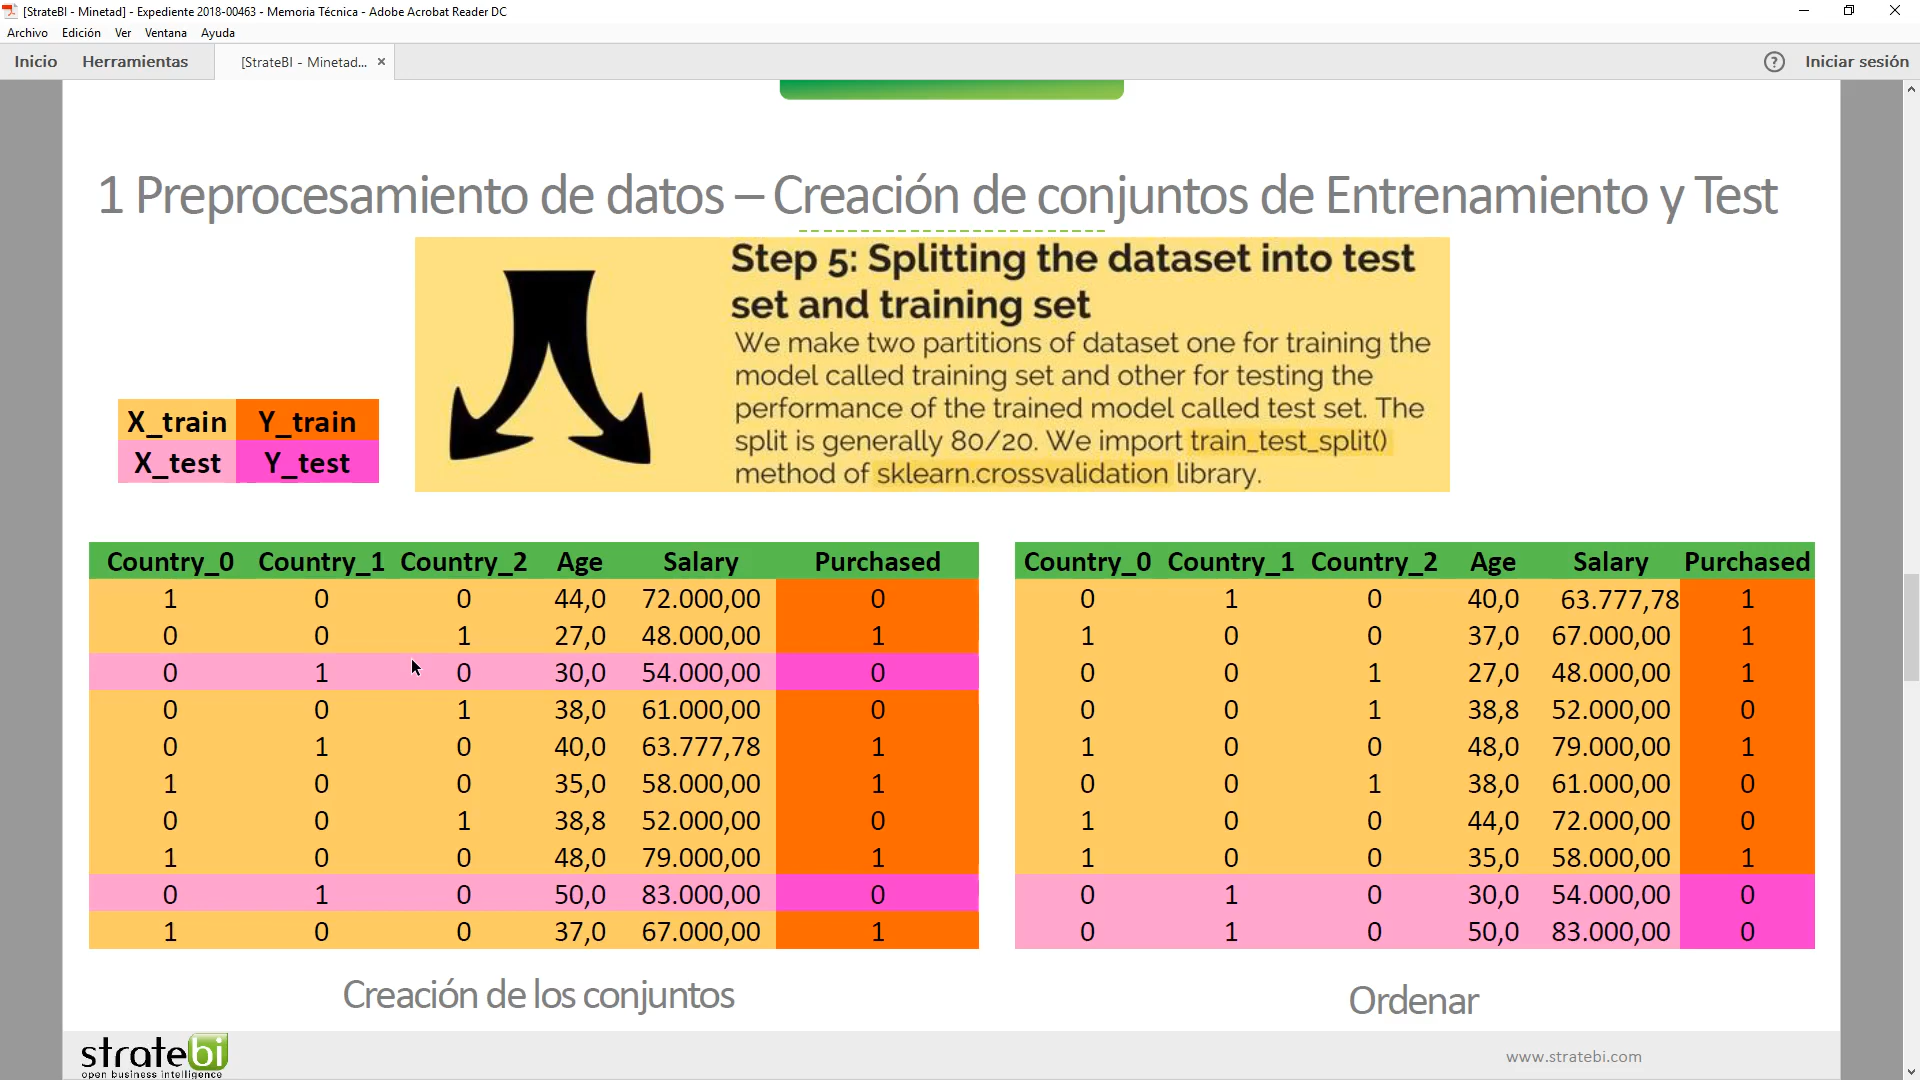 [StrateBI - Minetad] - Expediente 2018-00463 - Memoria Técnica - Adobe Acrobat Reader DC
Archivo Edición Ver Ventana Ayuda
Inicio Herramientas [StrateBI - Minetad... × ? Iniciar sesión
1 Preprocesamiento de datos – Creación de conjuntos de Entrenamiento y Test
Step 5: Splitting the dataset into test
set and training set
We make two partitions of dataset one for training the
model called training set and other for testing the
performance of the trained model called test set. The
split is generally 80/20. We import train_test_split()
method of sklearn.crossvalidation library.
X_train Y_train
X_test Y_test
Country_0 Country_1 Country_2 Age Salary Purchased
1 0 0 44,0 72.000,00 0
0 0 1 27,0 48.000,00 1
0 1 0 30,0 54.000,00 0
0 0 1 38,0 61.000,00 0
0 1 0 40,0 63.777,78 1
1 0 0 35,0 58.000,00 1
0 0 1 38,8 52.000,00 0
1 0 0 48,0 79.000,00 1
0 1 0 50,0 83.000,00 0
1 0 0 37,0 67.000,00 1
Creación de los conjuntos
Country_0 Country_1 Country_2 Age Salary Purchased
0 1 0 40,0 63.777,78 1
1 0 0 37,0 67.000,00 1
0 0 1 27,0 48.000,00 1
0 0 1 38,8 52.000,00 0
1 0 0 48,0 79.000,00 1
0 0 1 38,0 61.000,00 0
1 0 0 44,0 72.000,00 0
1 0 0 35,0 58.000,00 1
0 1 0 30,0 54.000,00 0
0 1 0 50,0 83.000,00 0
Ordenar
stratebi
open business intelligence
www.stratebi.com